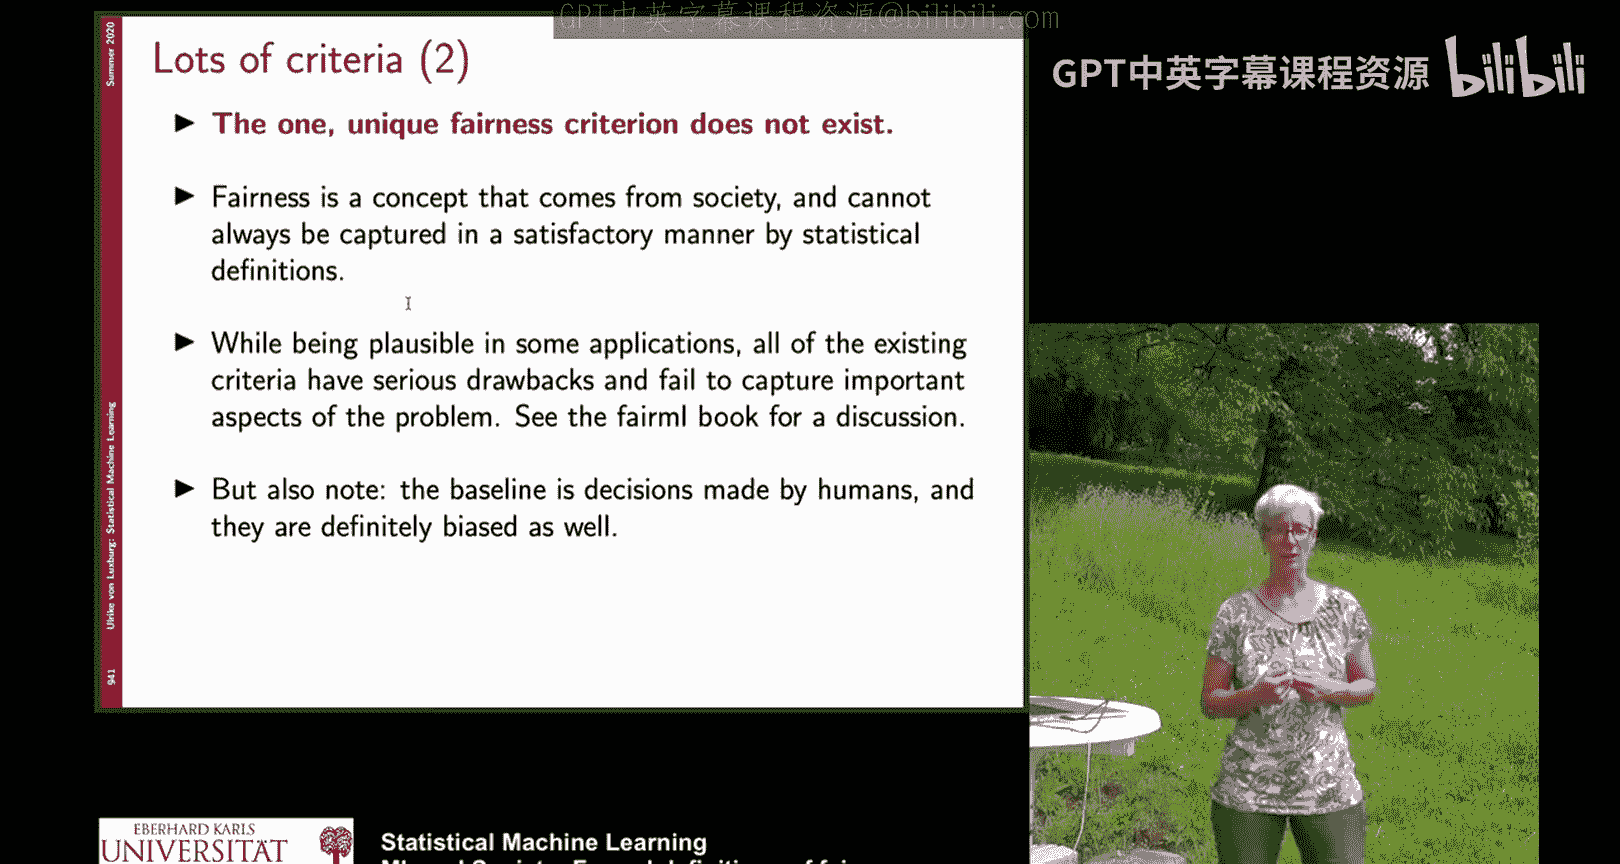 GPT中英字幕课程资源@bilibili.com
GPT中英字幕课程资源 bilibili
Summer 2020
Lots of criteria (2)
► The one, unique fairness criterion does not exist.
► Fairness is a concept that comes from society, and cannot
always be captured in a satisfactory manner by statistical
definitions.
► While being plausible in some applications, all of the existing
criteria have serious drawbacks and fail to capture important
aspects of the problem. See the fairml book for a discussion.
► But also note: the baseline is decisions made by humans, and
they are definitely biased as well.
Ulrike von Luxburg: Statistical Machine Learning
941
EBERHARD KARLS
UNIVERSITÄT
Statistical Machine Learning